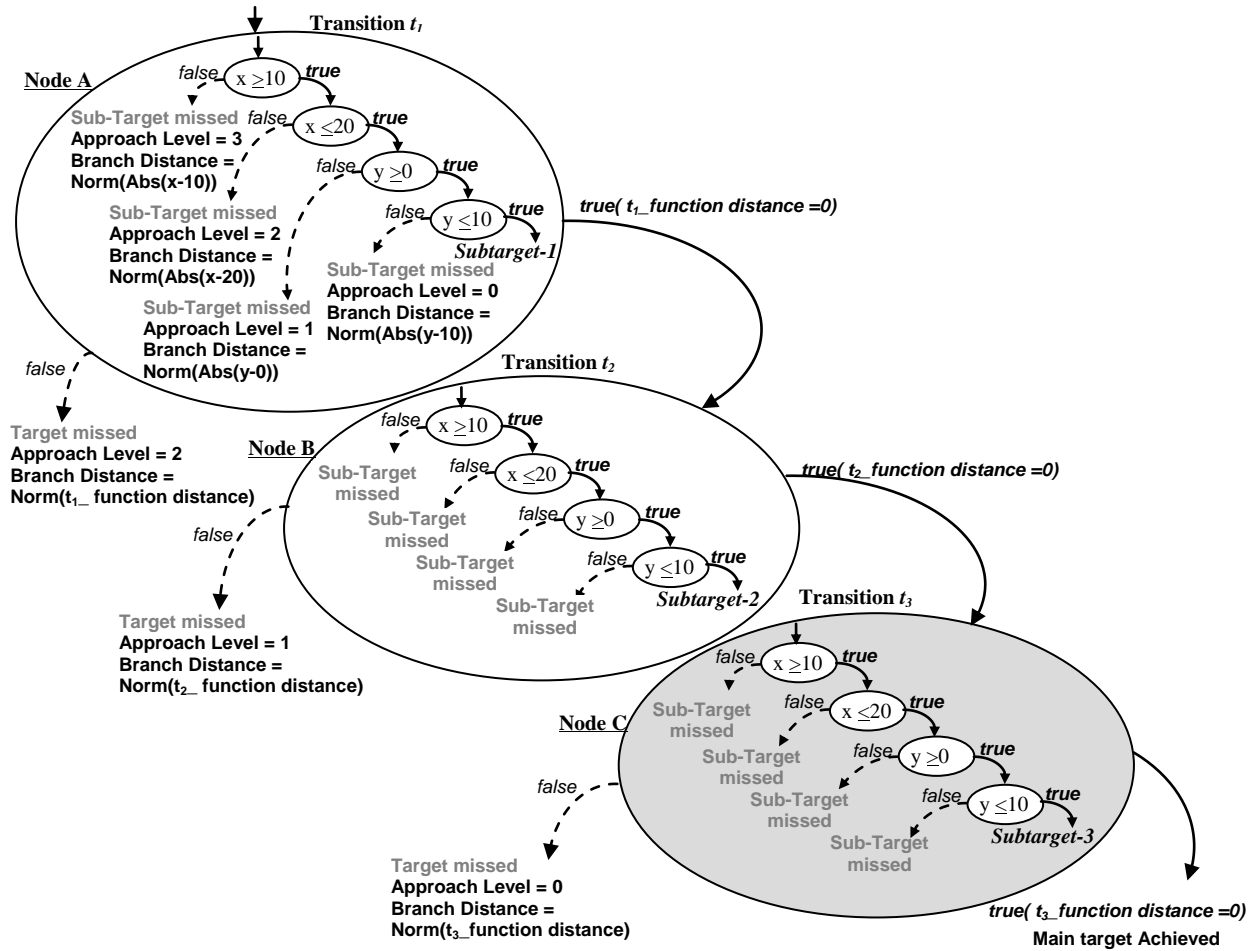 Transition t1
Node A
false
x ≥10
true
Sub-Target missed
Approach Level = 3
Branch Distance =
Norm(Abs(x-10))
false
x ≤20
true
Sub-Target missed
Approach Level = 2
Branch Distance =
Norm(Abs(x-20))
false
y ≥0
true
Sub-Target missed
Approach Level = 1
Branch Distance =
Norm(Abs(y-0))
false
y ≤10
true
Subtarget-1
Sub-Target missed
Approach Level = 0
Branch Distance =
Norm(Abs(y-10))
true( t1_function distance =0)
false
Target missed
Approach Level = 2
Branch Distance =
Norm(t1_ function distance)
Transition t2
Node B
false
x ≥10
true
Sub-Target
missed
false
x ≤20
true
Sub-Target
missed
false
y ≥0
true
Sub-Target
missed
false
y ≤10
true
Subtarget-2
Sub-Target
missed
true( t2_function distance =0)
false
Target missed
Approach Level = 1
Branch Distance =
Norm(t2_ function distance)
Transition t3
Node C
false
x ≥10
true
Sub-Target
missed
false
x ≤20
true
Sub-Target
missed
false
y ≥0
true
Sub-Target
missed
false
y ≤10
true
Subtarget-3
Sub-Target
missed
false
Target missed
Approach Level = 0
Branch Distance =
Norm(t3_function distance)
true( t3_function distance =0)
Main target Achieved